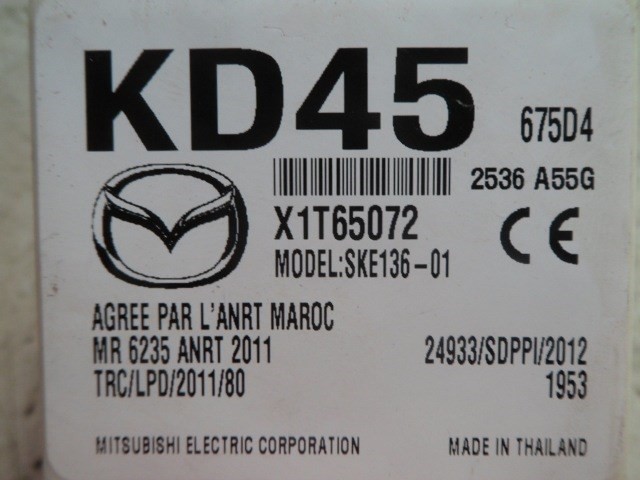 KD45
675D4
2536 A55G
X1T65072
MODEL:SKE136-01
CE
AGREE PAR L'ANRT MAROC
MR 6235 ANRT 2011
24933/SDPPI/2012
TRC/LPD/2011/80
1953
MITSUBISHI ELECTRIC CORPORATION
MADE IN THAILAND